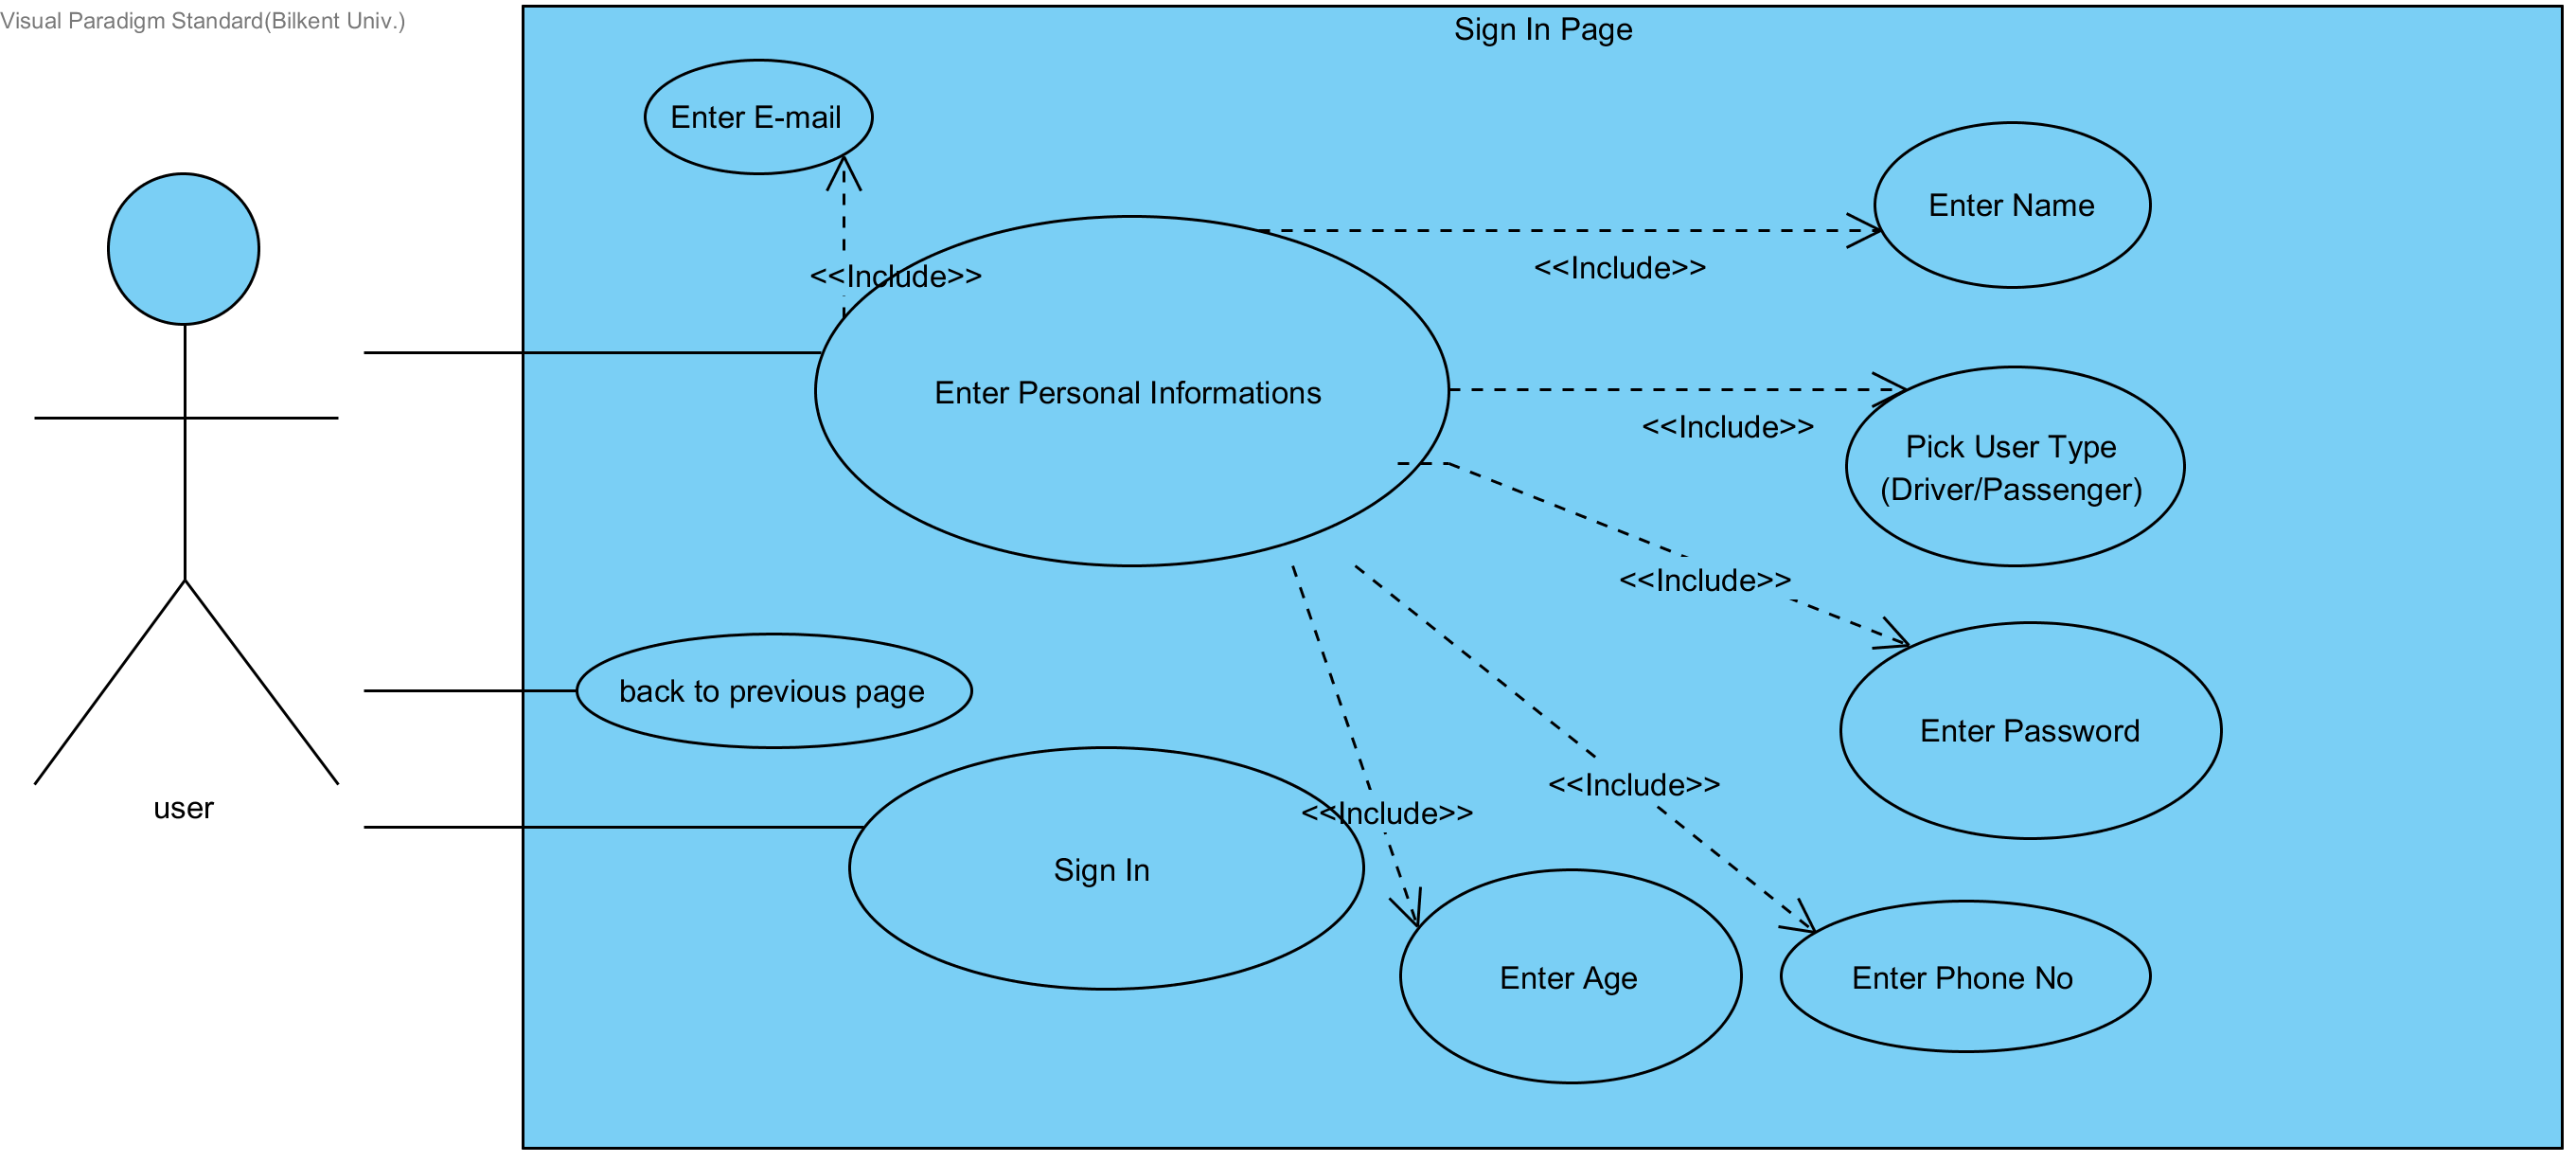 Visual Paradigm Standard(Bilkent Univ.)
Sign In Page
Enter E-mail
Enter Name
<<Include>>
<<Include>>
Enter Personal Informations
<<Include>>
Pick User Type
(Driver/Passenger)
<<Include>>
back to previous page
Enter Password
<<Include>>
user
<<Include>>
Sign In
Enter Age
Enter Phone No